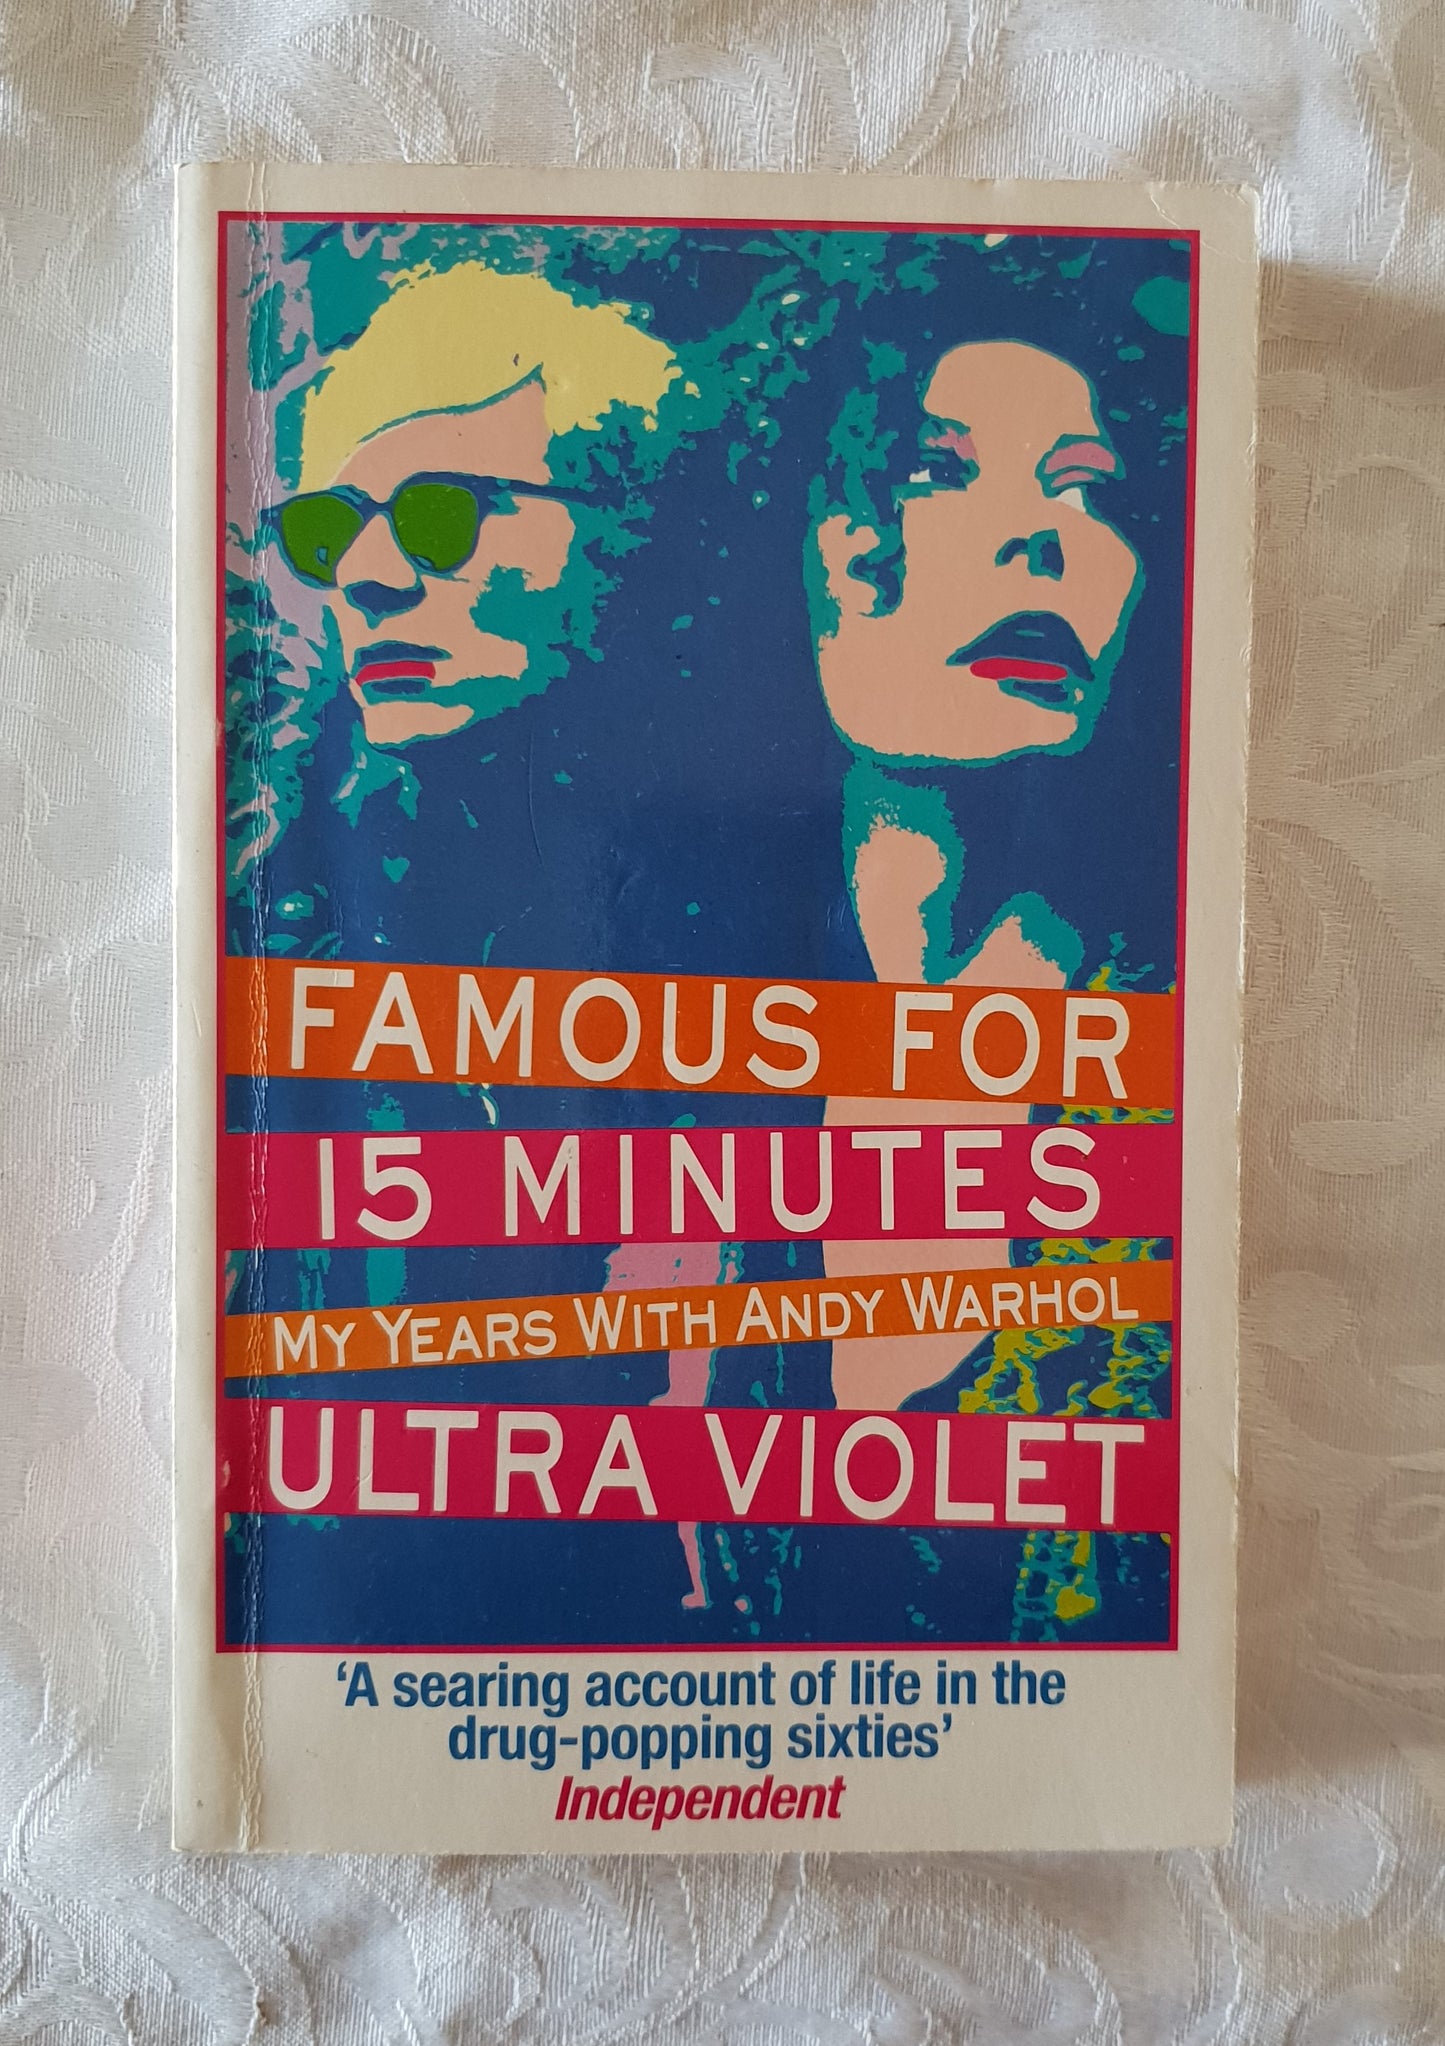 FAMOUS FOR
15 MINUTES
MY YEARS WITH ANDY WARHOL
ULTRA VIOLET
‘A searing account of life in the
drug-popping sixties’
Independent